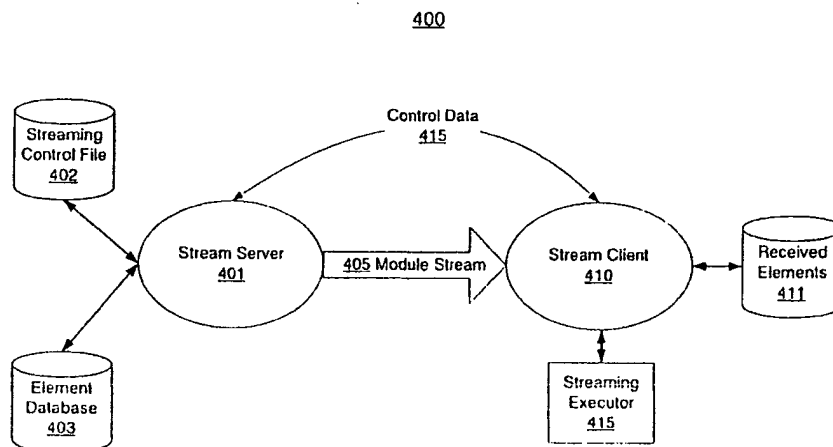 400
Control Data
415
Streaming
Control File
402
Stream Server
401
405 Module Stream
Stream Client
410
Received
Elements
411
Element
Database
403
Streaming
Executor
415